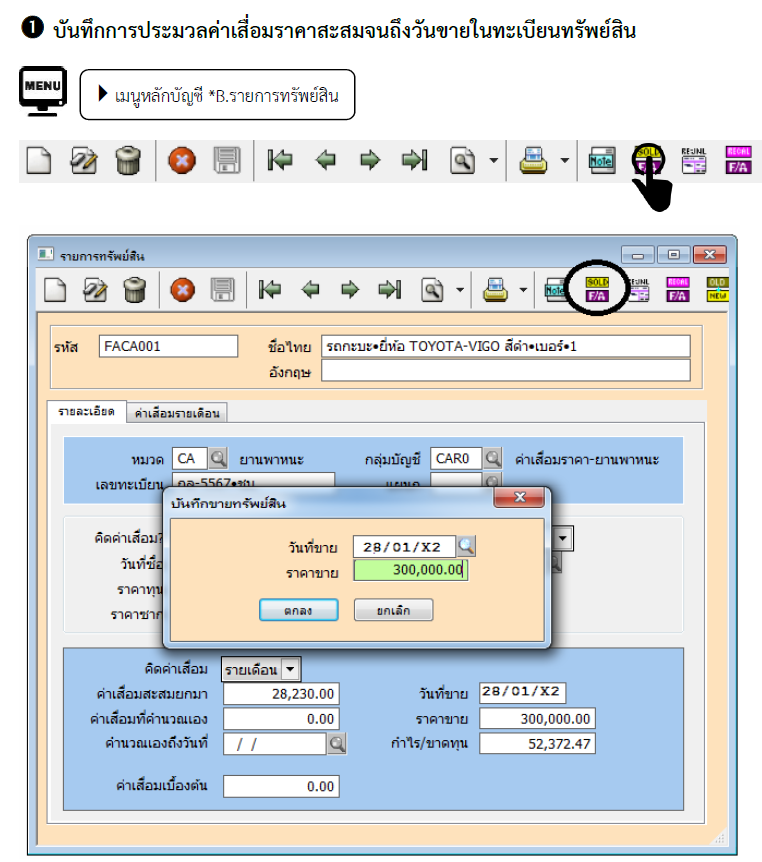 ❶ บันทึกการประมวลค่าเสื่อมราคาสะสมจนถึงวันขายในทะเบียนทรัพย์สิน
MENU
เมนูหลักบัญชี *B.รายการทรัพย์สิน
Note SOLD F/A RE:JNL REGAL F/A
รายการทรัพย์สิน
Note SOLD F/A RE:JNL REGAL F/A OLD NEW
รหัส FACA001 ชื่อไทย รถกะบะ•ยี่ห้อ TOYOTA-VIGO สีดำ•เบอร์•1
อังกฤษ
รายละเอียด ค่าเสื่อมรายเดือน
หมวด CA ยานพาหนะ กลุ่มบัญชี CAR0 ค่าเสื่อมราคา-ยานพาหนะ
เลขทะเบียน กล-5567•ชบ แผนก
บันทึกขายทรัพย์สิน
คิดค่าเสื่อม?
วันที่ซื้อ วันที่ขาย 28/01/X2
ราคาทุน ราคาขาย 300,000.00
ราคาซาก ตกลง ยกเลิก
คิดค่าเสื่อม รายเดือน
ค่าเสื่อมสะสมยกมา 28,230.00 วันที่ขาย 28/01/X2
ค่าเสื่อมที่คำนวณเอง 0.00 ราคาขาย 300,000.00
คำนวณเองถึงวันที่ / / กำไร/ขาดทุน 52,372.47
ค่าเสื่อมเบื้องต้น 0.00